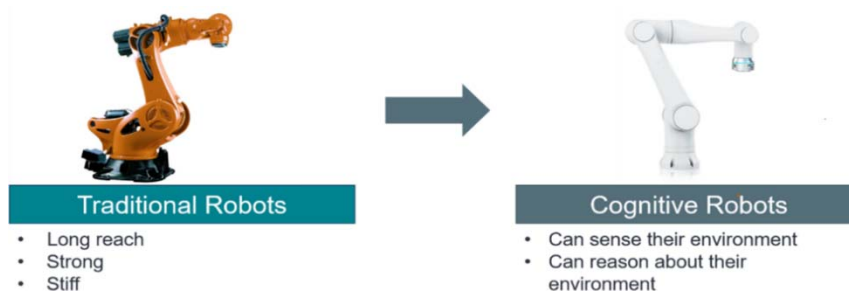 Traditional Robots
• Long reach
• Strong
• Stiff
Cognitive Robots
• Can sense their environment
• Can reason about their
environment